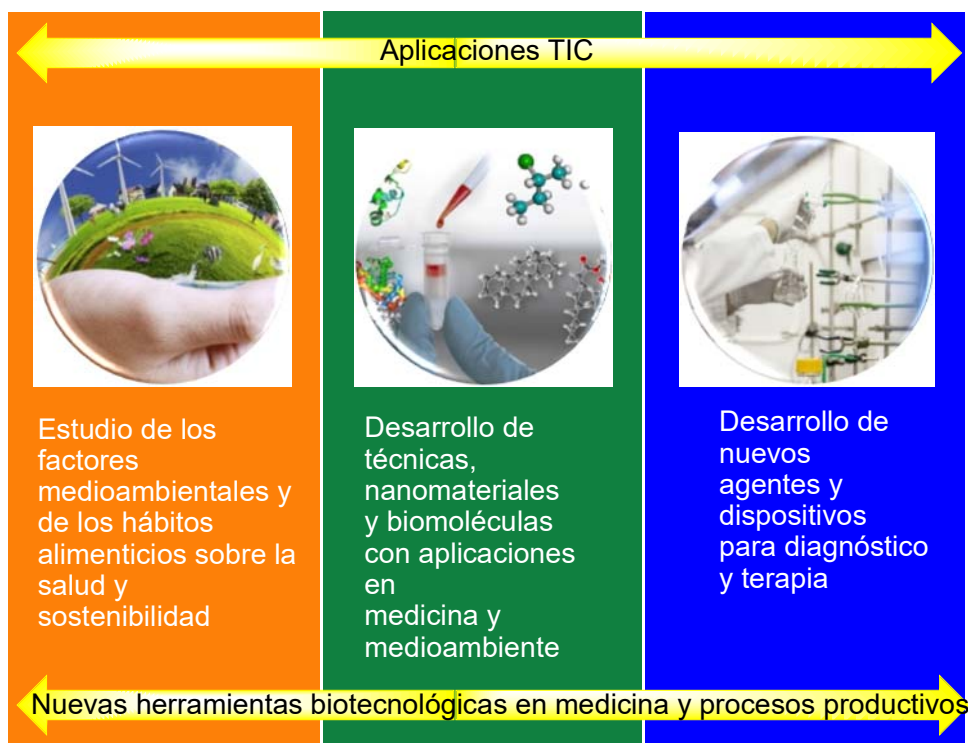 Aplicaciones TIC
Estudio de los
factores
medioambientales y
de los hábitos
alimenticios sobre la
salud y
sostenibilidad
Desarrollo de
técnicas,
nanomateriales
y biomoléculas
con aplicaciones
en
medicina y
medioambiente
Desarrollo de
nuevos
agentes y
dispositivos
para diagnóstico
y terapia
Nuevas herramientas biotecnológicas en medicina y procesos productivos